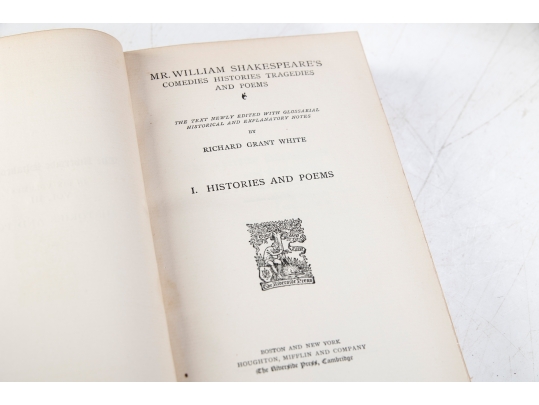 MR. WILLIAM SHAKESPEARE'S
COMEDIES HISTORIES TRAGEDIES
AND POEMS
THE TEXT NEWLY EDITED WITH GLOSSARIAL
HISTORICAL AND EXPLANATORY NOTES
BY
RICHARD GRANT WHITE
I. HISTORIES AND POEMS
The Riverside Press
BOSTON AND NEW YORK
HOUGHTON, MIFFLIN AND COMPANY
The Riverside Press, Cambridge